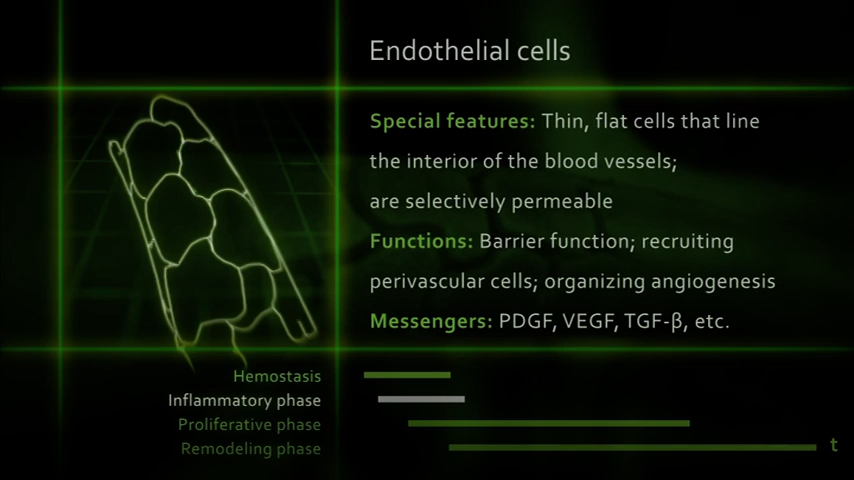 Endothelial cells
Special features: Thin, flat cells that line
the interior of the blood vessels;
are selectively permeable
Functions: Barrier function; recruiting
perivascular cells; organizing angiogenesis
Messengers: PDGF, VEGF, TGF-β, etc.
Hemostasis
Inflammatory phase
Proliferative phase
Remodeling phase
t